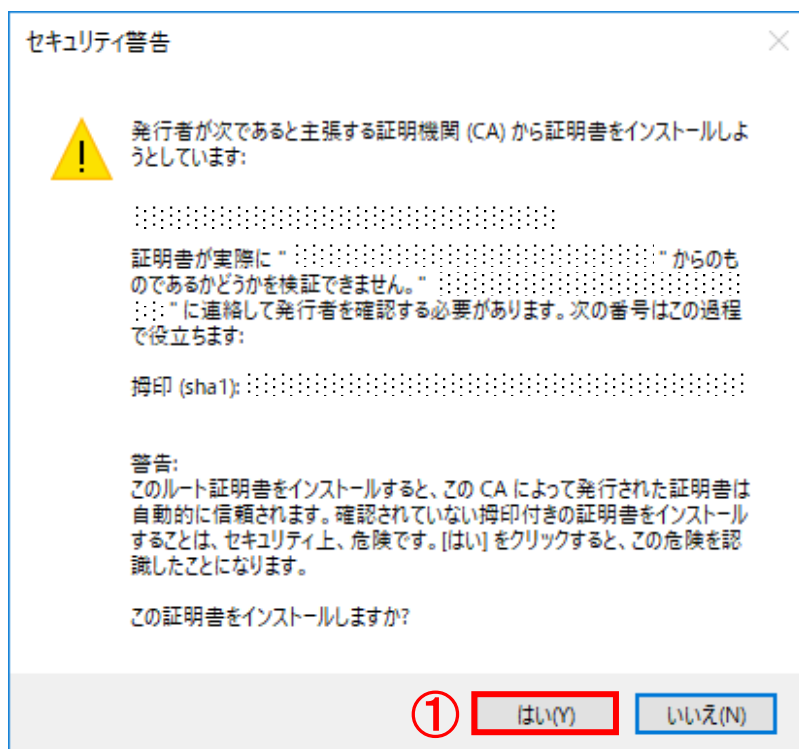 セキュリティ警告
発行者が次であると主張する証明機関 (CA) から証明書をインストールしよ
うとしています:
証明書が実際に " " からのも
のであるかどうかを検証できません。"
" に連絡して発行者を確認する必要があります。次の番号はこの過程
で役立ちます:
拇印 (sha1):
警告:
このルート証明書をインストールすると、この CA によって発行された証明書は
自動的に信頼されます。確認されていない拇印付きの証明書をインストール
することは、セキュリティ上、危険です。[はい] をクリックすると、この危険を認
識したことになります。
この証明書をインストールしますか?
① はい(Y) いいえ(N)